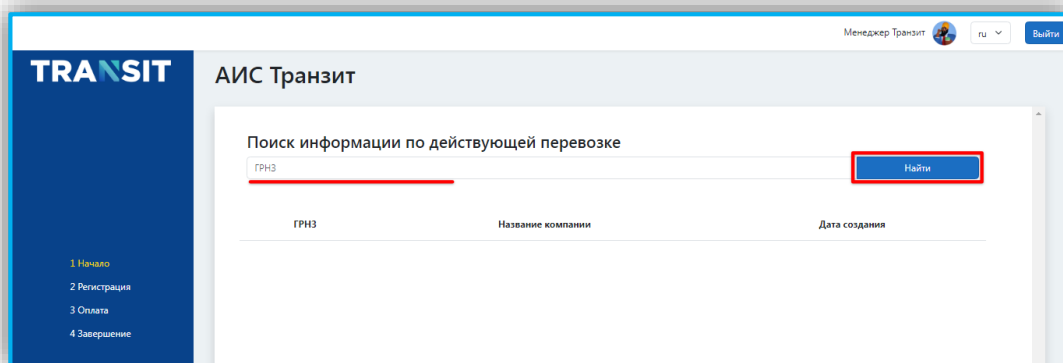 Менеджер Транзит ru Выйти
TRANSIT
АИС Транзит
Поиск информации по действующей перевозке
ГРНЗ Найти
ГРНЗ Название компании Дата создания
1 Начало
2 Регистрация
3 Оплата
4 Завершение